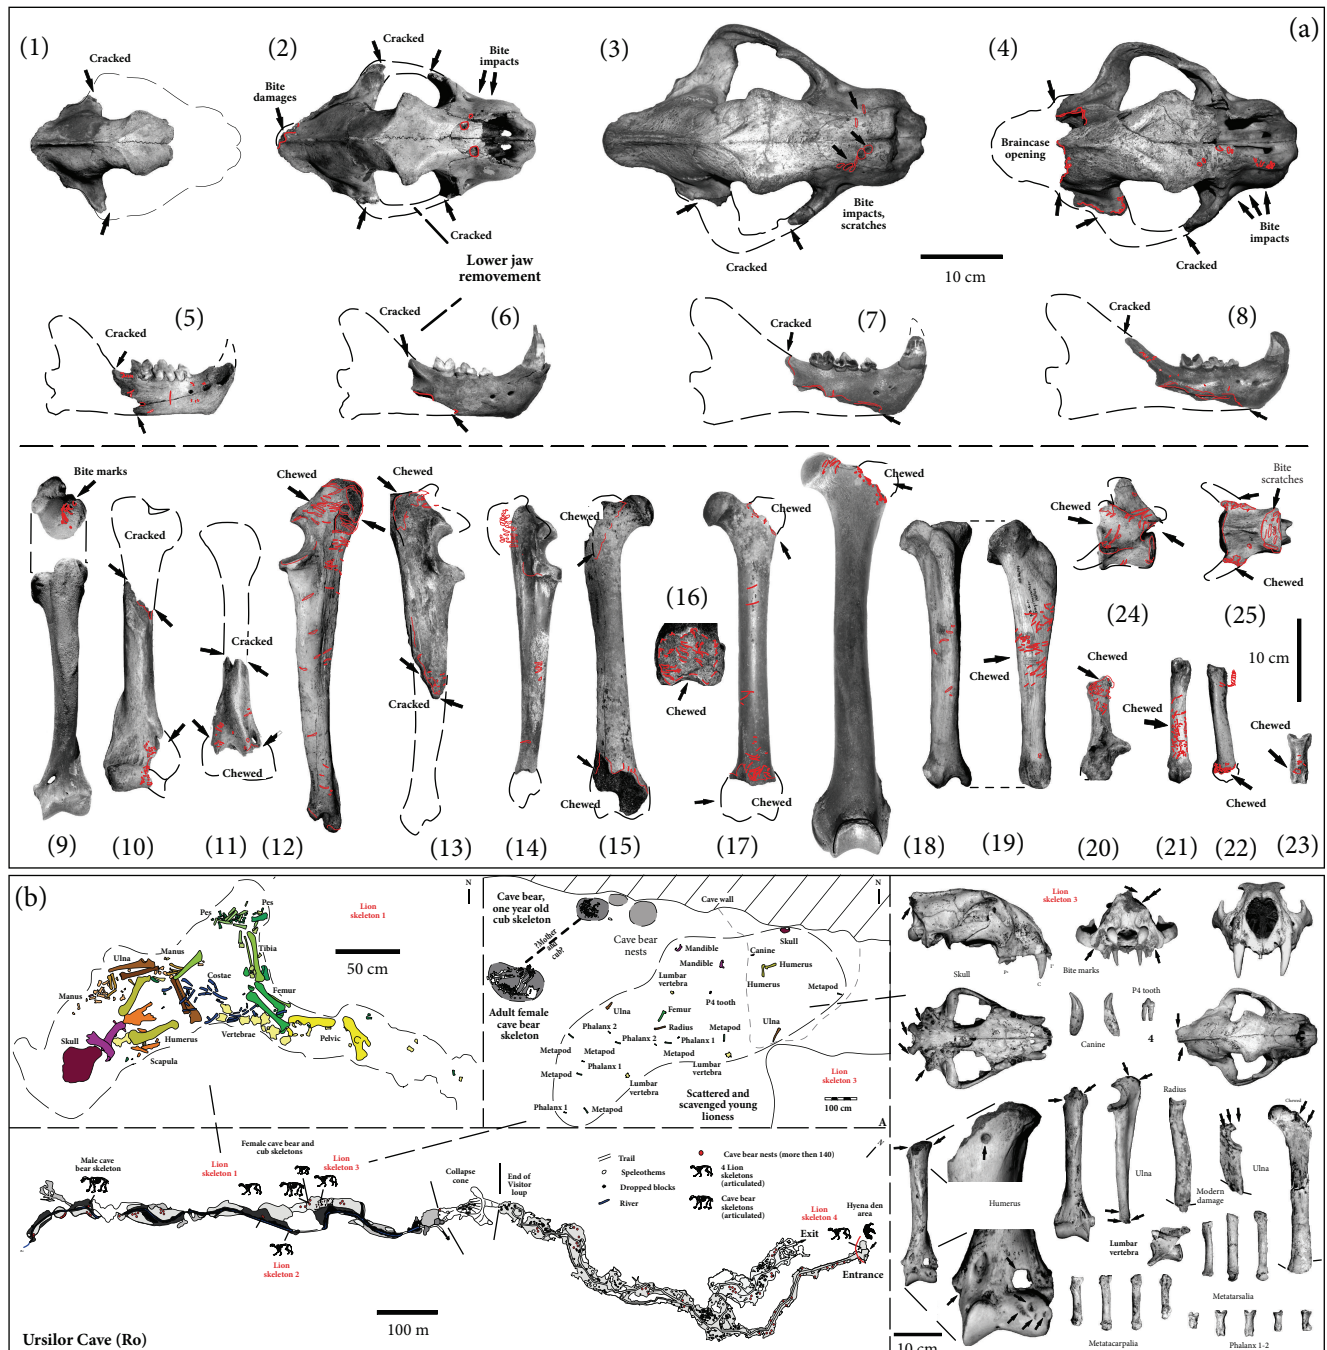 (1)
Cracked
(2)
Cracked
Bite
impacts
Bite
damages
(3)
(4)
(a)
Braincase
opening
Cracked
Lower jaw
removement
Bite
impacts,
scratches
Cracked
Bite
impacts
Cracked
10 cm
Cracked
(5)
Cracked
(6)
Cracked
(7)
Cracked
(8)
Bite marks
Cracked
Cracked
Chewed
Chewed
Chewed
Cracked
Chewed
Chewed
(16)
Chewed
Chewed
Chewed
Chewed
Chewed
Chewed
(24)
Bite
scratches
Chewed
(25)
10 cm
Chewed
Chewed
Chewed
Chewed
(9)
(10)
(11)
(12)
(13)
(14)
(15)
(17)
(18)
(19)
(20)
(21)
(22)
(23)
(b)
N
Lion
skeleton 1
50 cm
Pes
Pes
Tibia
Manus
Ulna
Costae
Manus
Femur
Skull
Humerus
Vertebrae
Pelvic
Scapula
N
Cave bear,
one year old
cub skeleton
?Mother
and
cub?
Cave bear
nests
Cave wall
Skull
Mandible
Canine
Mandible
Humerus
Lumbar
vertebra
Humerus
Metapod
P4 tooth
Adult female
cave bear
skeleton
Ulna
Femur
Phalanx 2
Radius
Metapod
Ulna
Metapod
Phalanx 2
Phalanx 1
Metapod
Metapod
Lumbar
vertebra
Phalanx 1
Metapod
Lumbar
vertebra
Lion
skeleton 3
Phalanx 1
Metapod
Scattered and
scavenged young
lioness
100 cm
A
Lion
skeleton 3
Skull
Bite marks
P4 tooth
Canine
4
Radius
Chewed
Ulna
Ulna
Modern
damage
Humerus
Lumbar
vertebra
Metatarsalia
Metatacarpalia
Phalanx 1-2
10 cm
Male cave
bear skeleton
Female cave bear and
cub skeletons
Lion
skeleton 1
Lion
skeleton 3
Lion
skeleton 2
Collapse
cone
End of
Visitor
loup
Trail
Speleothems
Dropped blocks
River
Cave bear nests (more then 140)
4 Lion
skeletons
(articulated)
Cave bear
skeletons
(articulated)
Lion
skeleton 4
Hyena den
area
Exit
Entrance
100 m
Ursilor Cave (Ro)